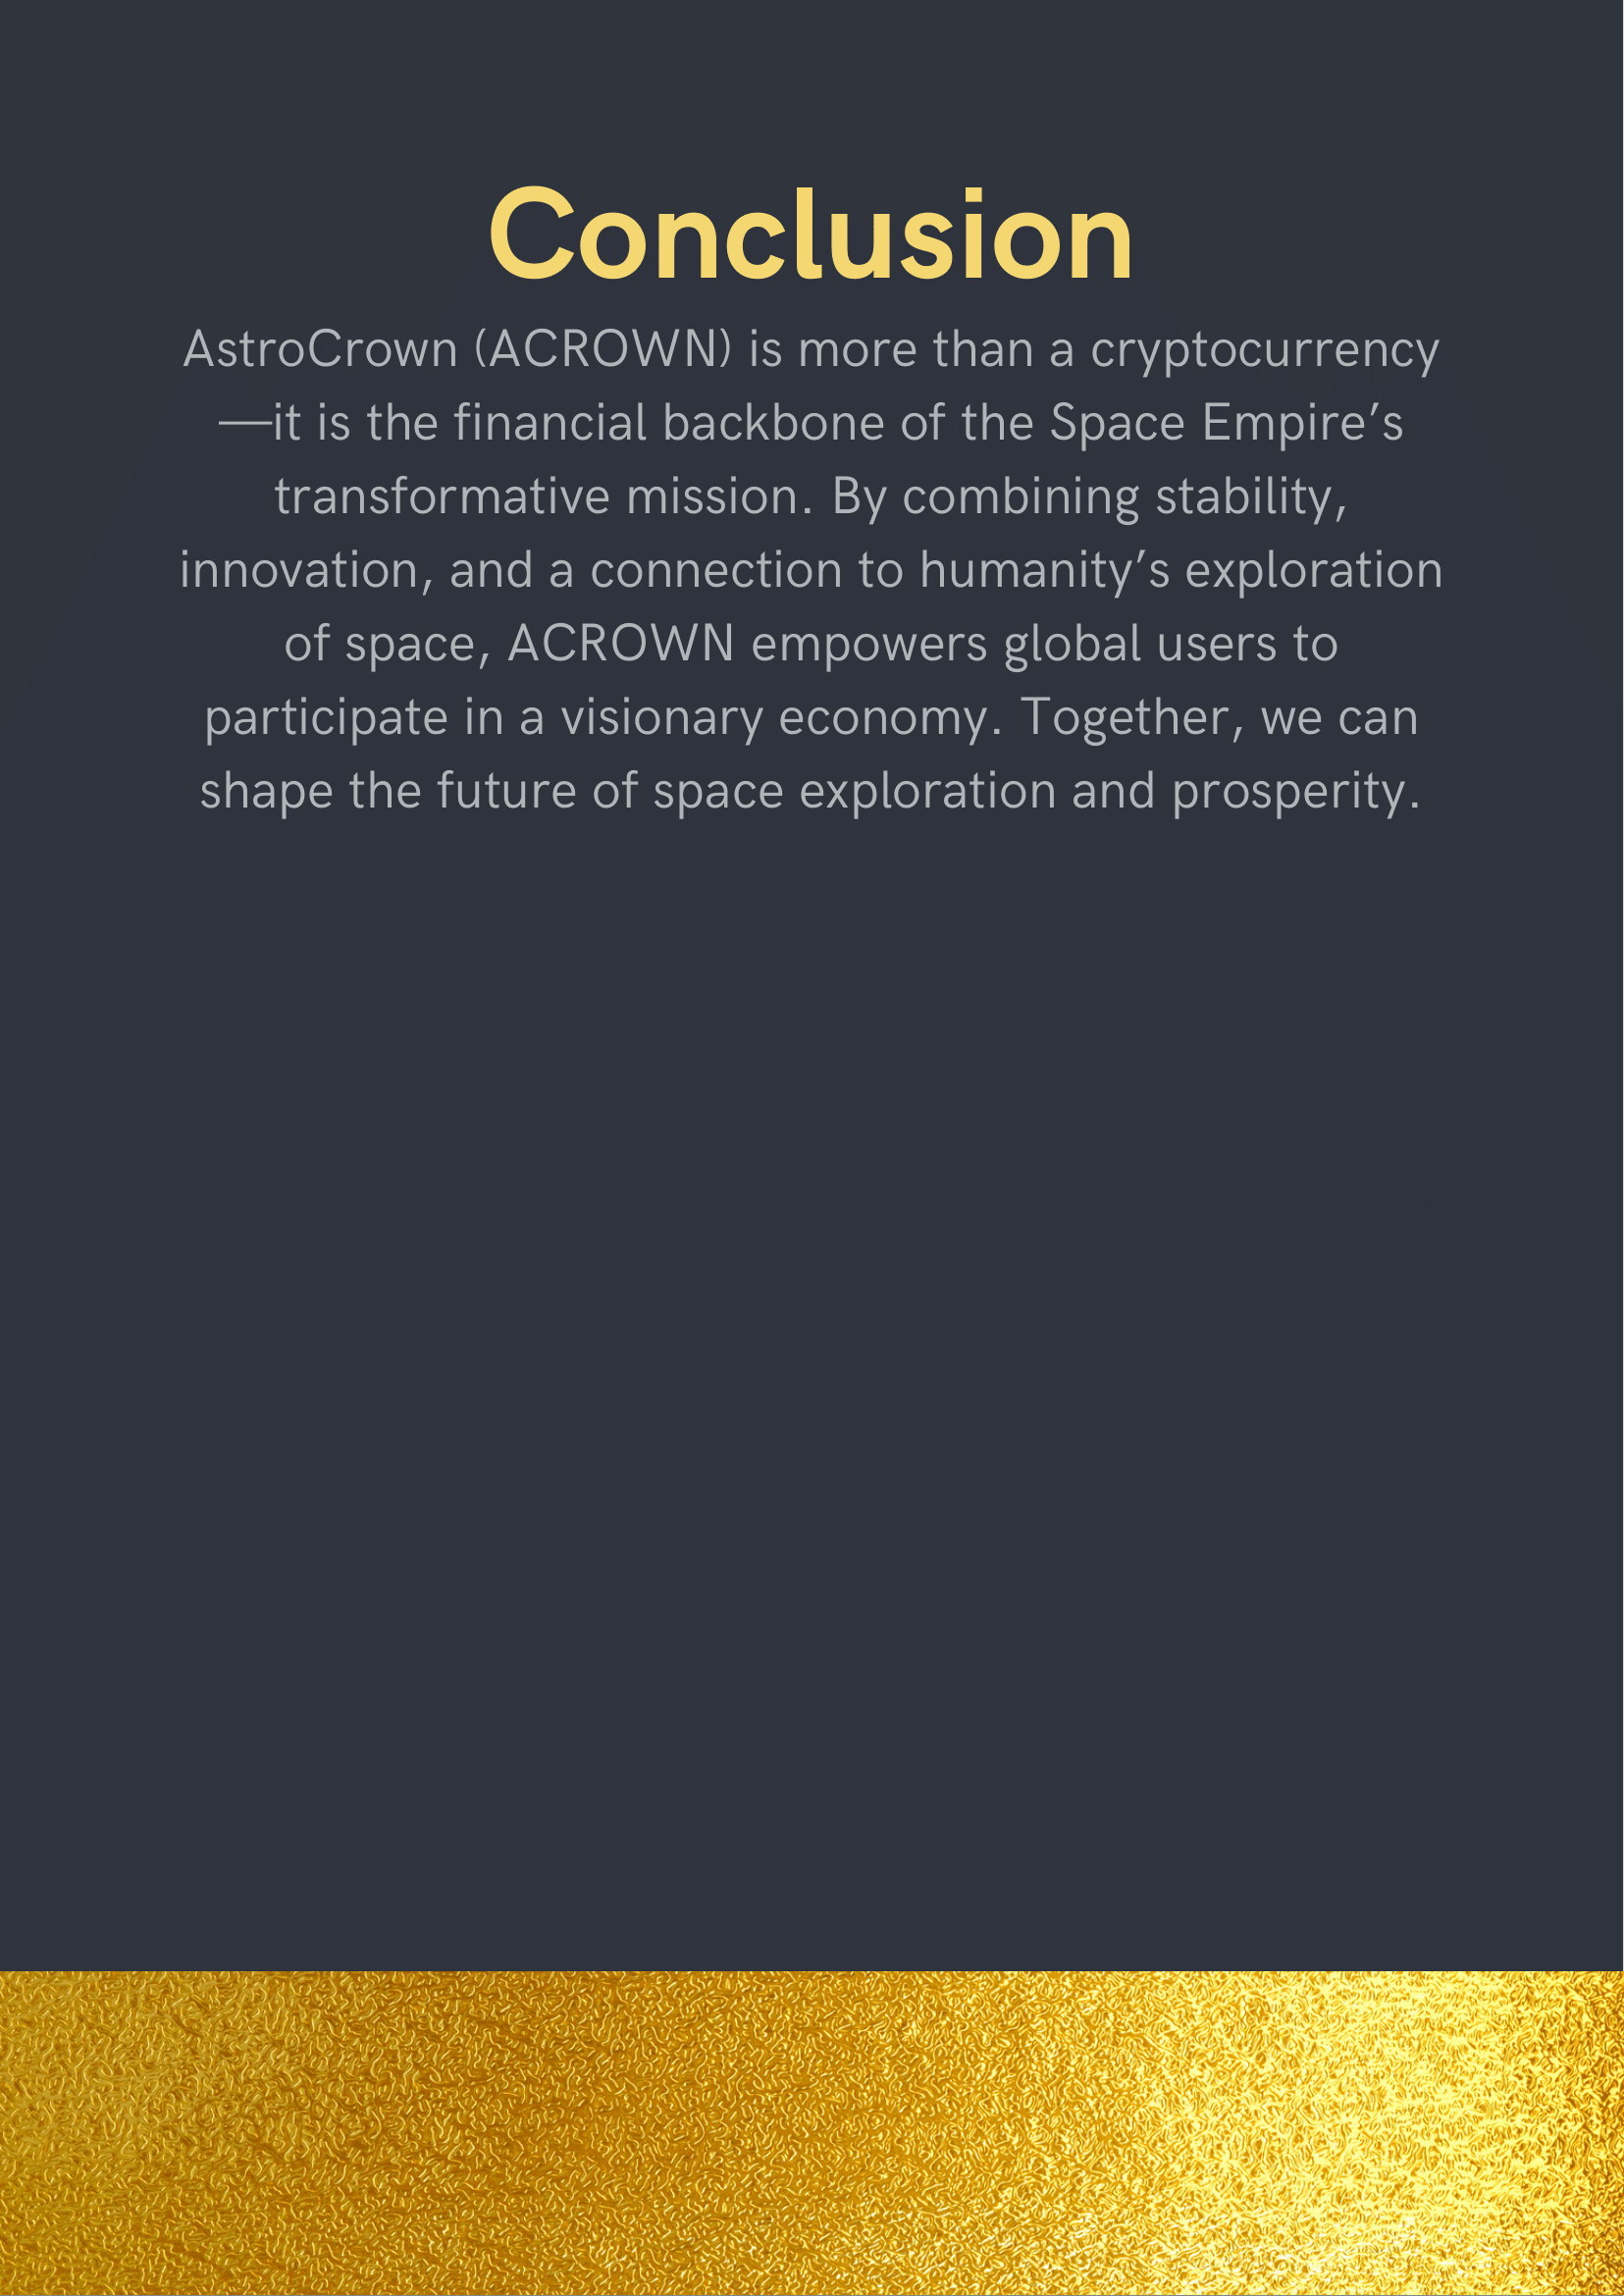 Conclusion
AstroCrown (ACROWN) is more than a cryptocurrency
—it is the financial backbone of the Space Empire’s
transformative mission. By combining stability,
innovation, and a connection to humanity’s exploration
of space, ACROWN empowers global users to
participate in a visionary economy. Together, we can
shape the future of space exploration and prosperity.